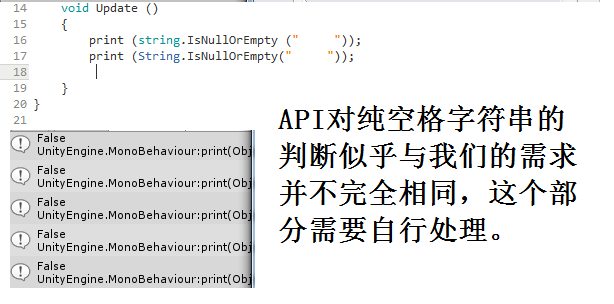 14 void Update ()
15 {
16 print (string.IsNullOrEmpty ("     "));
17 print (String.IsNullOrEmpty("     "));
18
19 }
20 }
21
False
UnityEngine.MonoBehaviour:print(Obj
False
UnityEngine.MonoBehaviour:print(Obj
False
UnityEngine.MonoBehaviour:print(Obj
False
UnityEngine.MonoBehaviour:print(Obj
False
UnityEngine.MonoBehaviour:print(Obj
API对纯空格字符串的
判断似乎与我们的需求
并不完全相同，这个部
分需要自行处理。